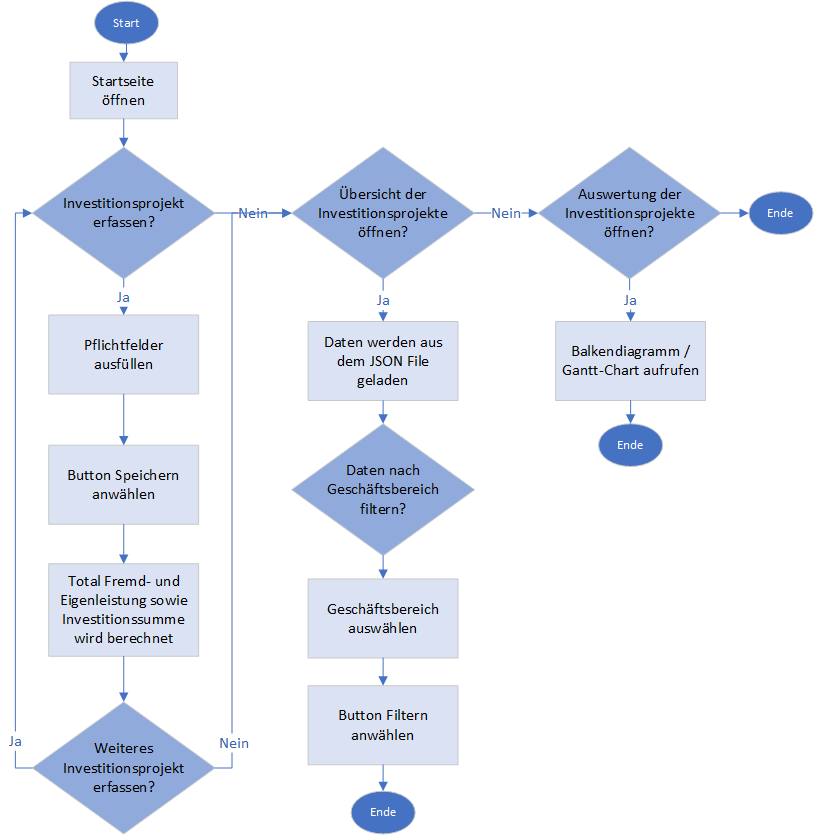 Start
Startseite
öffnen
Investitionsprojekt
erfassen?
Nein
Übersicht der
Investitionsprojekte
öffnen?
Nein
Auswertung der
Investitionsprojekte
öffnen?
Ende
Ja
Ja
Ja
Pflichtfelder
ausfüllen
Daten werden aus
dem JSON File
geladen
Balkendiagramm /
Gantt-Chart aufrufen
Ende
Button Speichern
anwählen
Daten nach
Geschäftsbereich
filtern?
Total Fremd- und
Eigenleistung sowie
Investitionssumme
wird berechnet
Geschäftsbereich
auswählen
Button Filtern
anwählen
Ja
Weiteres
Investitionsprojekt
erfassen?
Nein
Ende